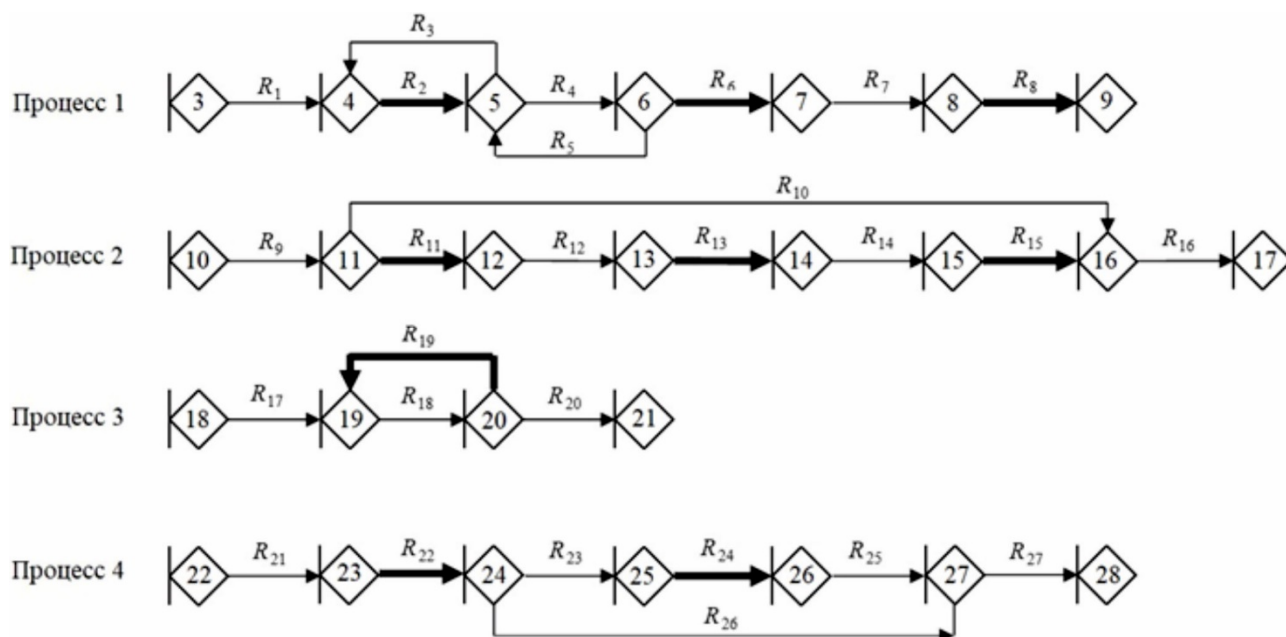 R₃
Процесс 1 3 R₁ 4 R₂ 5 R₄ 6 R₆ 7 R₇ 8 R₈ 9
R₅
R₁₀
Процесс 2 10 R₉ 11 R₁₁ 12 R₁₂ 13 R₁₃ 14 R₁₄ 15 R₁₅ 16 R₁₆ 17
R₁₉
Процесс 3 18 R₁₇ 19 R₁₈ 20 R₂₀ 21
Процесс 4 22 R₂₁ 23 R₂₂ 24 R₂₃ 25 R₂₄ 26 R₂₅ 27 R₂₇ 28
R₂₆